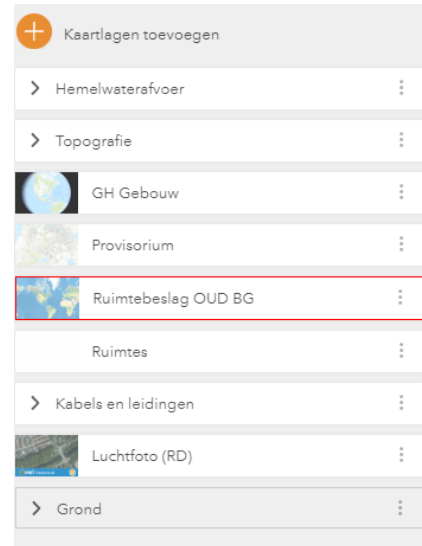 Kaartlagen toevoegen
Hemelwaterafvoer
Topografie
GH Gebouw
Provisorium
Ruimtebeslag OUD BG
Ruimtes
Kabels en leidingen
Luchtfoto (RD)
Grond